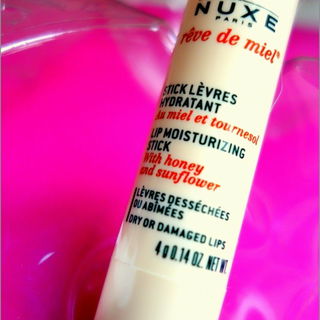 NUXE
PARIS
rêve de miel®
STICK LÈVRES
HYDRATANT
Au miel et tournesol
LIP MOISTURIZING
STICK
With honey
and sunflower
LÈVRES DESSÉCHÉES
OU ABÎMÉES
DRY OR DAMAGED LIPS
4 g 0.14 OZ. NET WT.